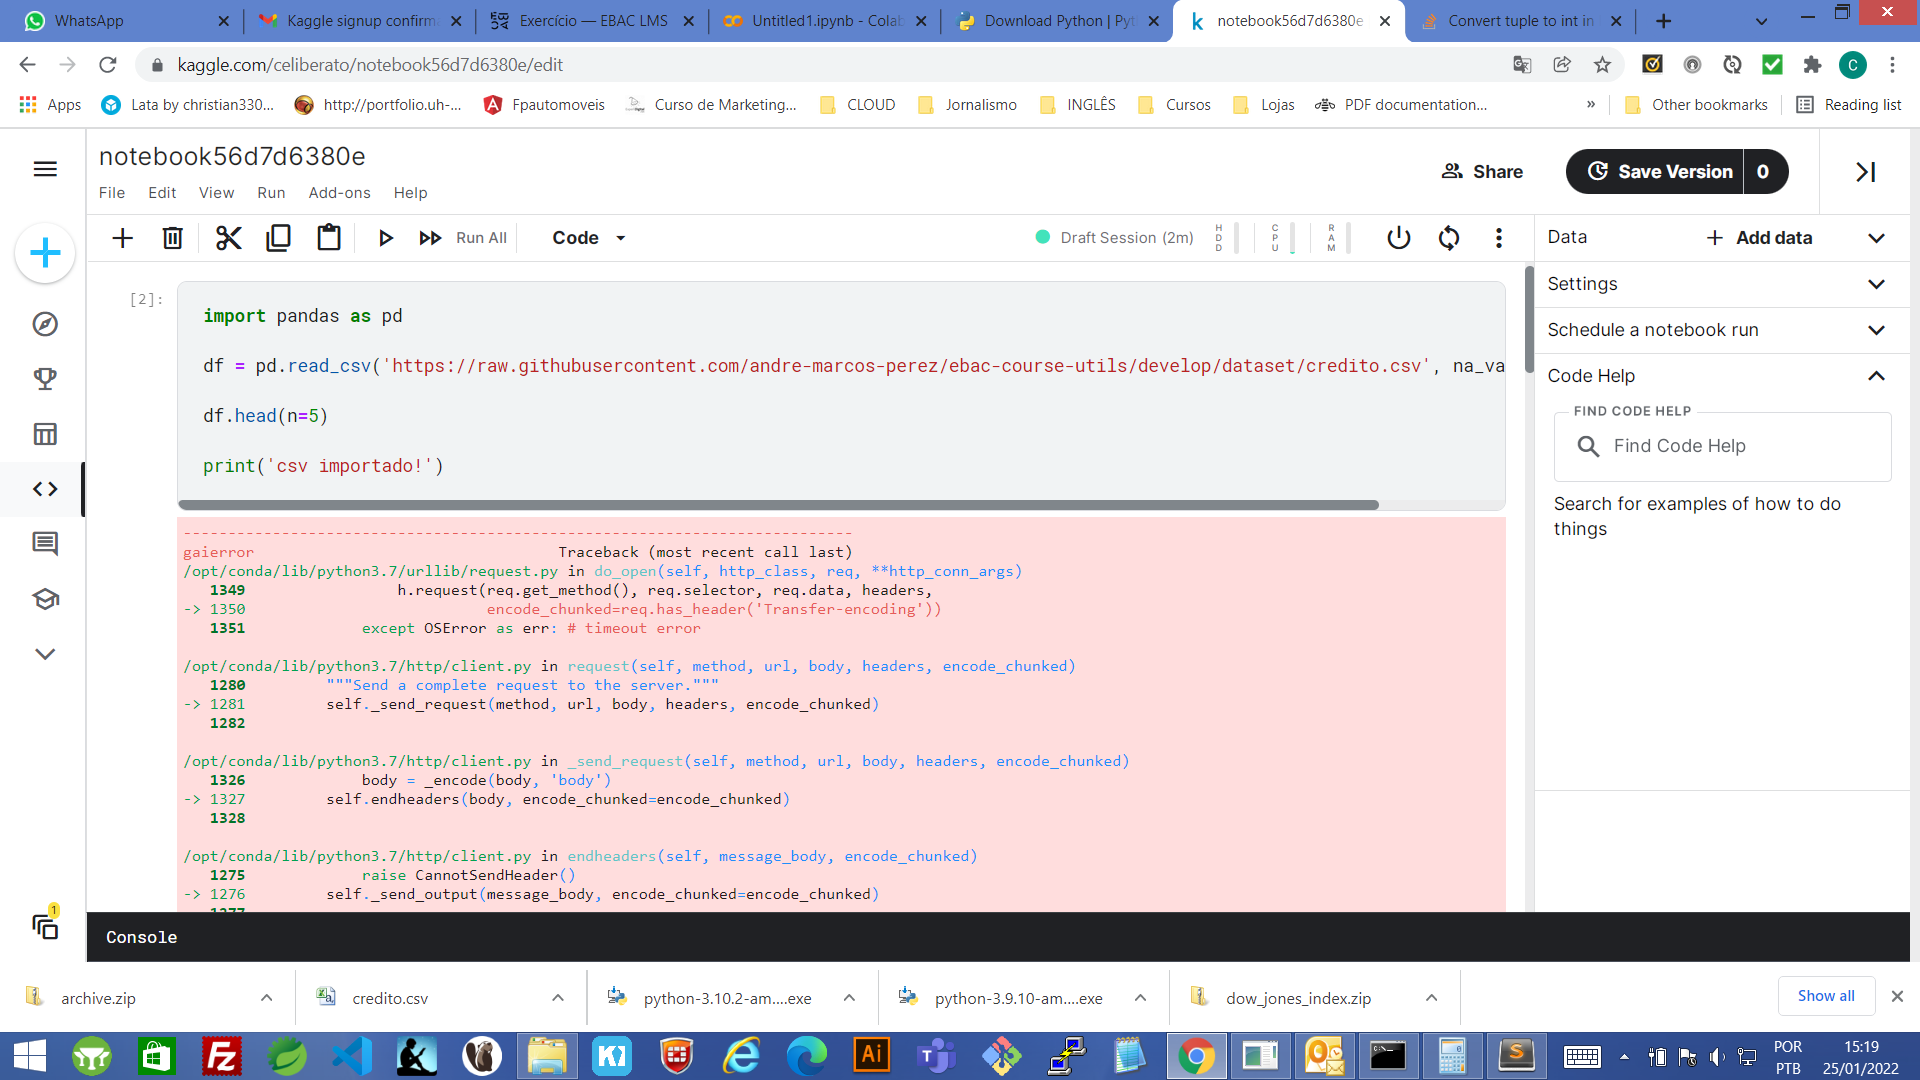 WhatsApp
Kaggle signup confirma
Exercício — EBAC LMS
Untitled1.ipynb - Colab
Download Python | Pyt
notebook56d7d6380e
Convert tuple to int in
kaggle.com/celiberato/notebook56d7d6380e/edit
C
Apps
Lata by christian330...
http://portfolio.uh-...
Fpautomoveis
Curso de Marketing...
CLOUD
Jornalismo
INGLÊS
Cursos
Lojas
PDF documentation...
»
Other bookmarks
Reading list
notebook56d7d6380e
File Edit View Run Add-ons Help
Share
Save Version 0
Run All
Code
Draft Session (2m)
HDD
CPU
RAM
Data
+ Add data
Settings
Schedule a notebook run
Code Help
FIND CODE HELP
Find Code Help
Search for examples of how to do
things
[2]:
import pandas as pd
df = pd.read_csv('https://raw.githubusercontent.com/andre-marcos-perez/ebac-course-utils/develop/dataset/credito.csv', na_va
df.head(n=5)
print('csv importado!')
---------------------------------------------------------------------------
gaierror                                  Traceback (most recent call last)
/opt/conda/lib/python3.7/urllib/request.py in do_open(self, http_class, req, **http_conn_args)
1349                 h.request(req.get_method(), req.selector, req.data, headers,
-> 1350                           encode_chunked=req.has_header('Transfer-encoding'))
1351             except OSError as err: # timeout error
/opt/conda/lib/python3.7/http/client.py in request(self, method, url, body, headers, encode_chunked)
1280         """Send a complete request to the server."""
-> 1281         self._send_request(method, url, body, headers, encode_chunked)
1282
/opt/conda/lib/python3.7/http/client.py in _send_request(self, method, url, body, headers, encode_chunked)
1326             body = _encode(body, 'body')
-> 1327         self.endheaders(body, encode_chunked=encode_chunked)
1328
/opt/conda/lib/python3.7/http/client.py in endheaders(self, message_body, encode_chunked)
1275             raise CannotSendHeader()
-> 1276         self._send_output(message_body, encode_chunked=encode_chunked)
1277
1
Console
archive.zip
credito.csv
python-3.10.2-am....exe
python-3.9.10-am....exe
dow_jones_index.zip
Show all
Ai
POR
PTB
15:19
25/01/2022